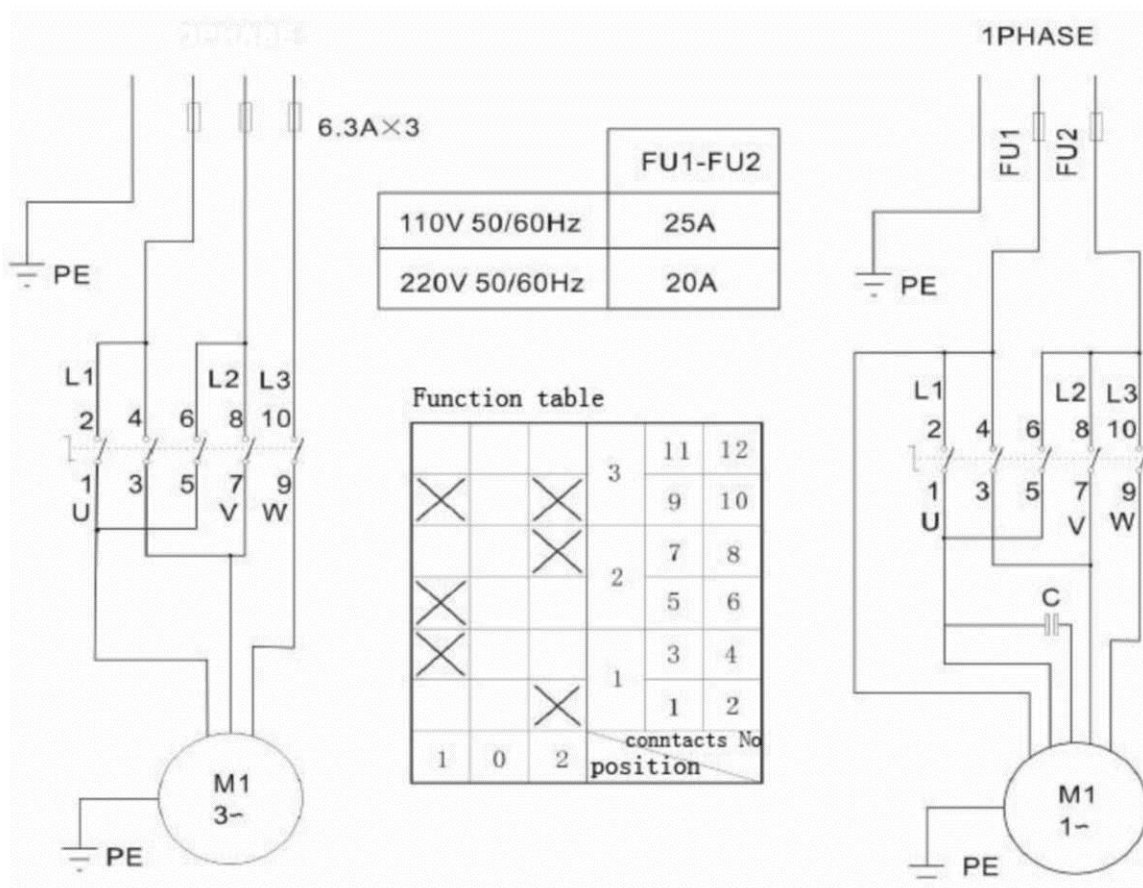 1PHASE
6.3A×3
FU1
FU2
FU1-FU2
110V 50/60Hz
25A
220V 50/60Hz
20A
PE
PE
L1
L2
L3
2
4
6
8
10
1
3
5
7
9
U
V
W
Function table
3
11
12
9
10
2
7
8
5
6
1
3
4
1
2
conntacts No
position
1
0
2
L1
L2
L3
2
4
6
8
10
1
3
5
7
9
U
V
W
C
M1
3~
PE
M1
1~
PE